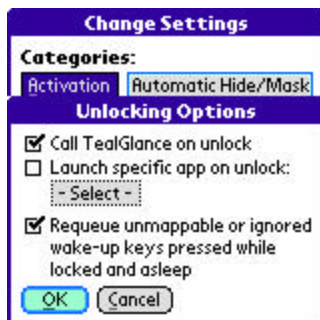 Change Settings
Categories:
Activation Automatic Hide/Mask
Unlocking Options
Call TealGlance on unlock
Launch specific app on unlock:
- Select -
Requeue unmappable or ignored
wake-up keys pressed while
locked and asleep
OK Cancel